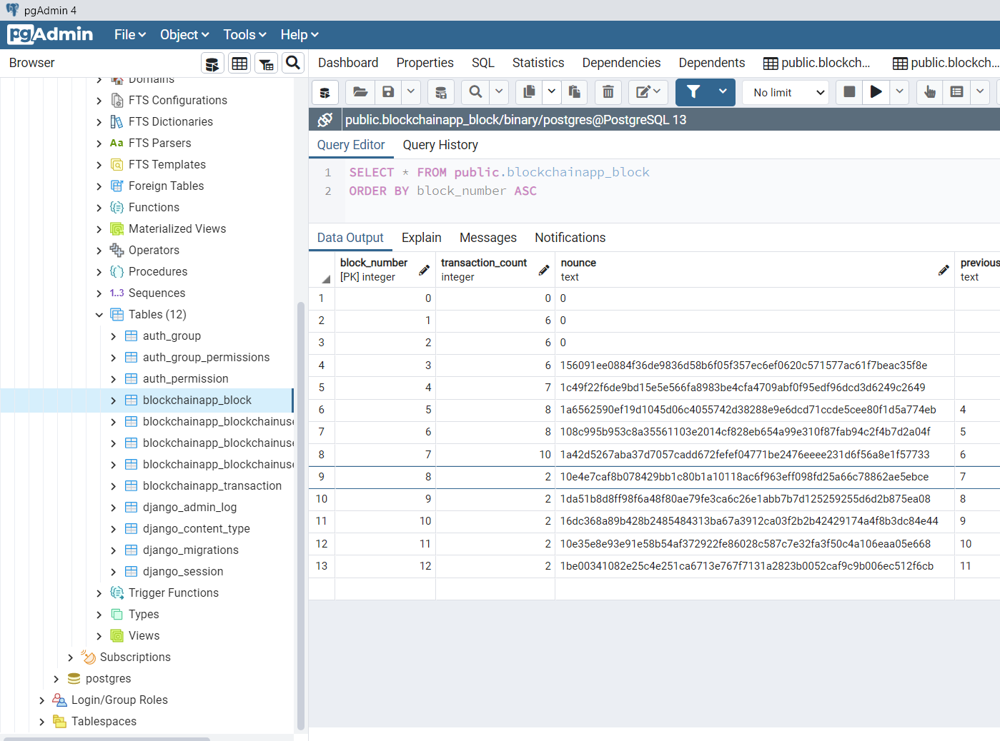 pgAdmin 4
pgAdmin File Object Tools Help
Browser
Dashboard Properties SQL Statistics Dependencies Dependents public.blockch... public.blockch...
No limit
public.blockchainapp_block/binary/postgres@PostgreSQL 13
Query Editor Query History
1 SELECT * FROM public.blockchainapp_block
2 ORDER BY block_number ASC
Data Output Explain Messages Notifications
block_number transaction_count nounce previous
[PK] integer integer text text
1 0 0 0
2 1 6 0
3 2 6 0
4 3 6 156091ee0884f36de9836d58b6f05f357ec6ef0620c571577ac61f7beac35f8e
5 4 7 1c49f22f6de9bd15e5e566fa8983be4cfa4709abf0f95edf96dcd3d6249c2649
6 5 8 1a6562590ef19d1045d06c4055742d38288e9e6dcd71ccde5cee80f1d5a774eb 4
7 6 8 108c995b953c8a35561103e2014cf828eb654a99e310f87fab94c2f4b7d2a04f 5
8 7 10 1a42d5267aba37d7057cadd672fefef04771be2476eeee231d6f56a8e1f57733 6
9 8 2 10e4e7caf8b078429bb1c80b1a10118ac6f963eff098fd25a66c78862ae5ebce 7
10 9 2 1da51b8d8ff98f6a48f80ae79fe3ca6c26e1abb7b7d125259255d6d2b875ea08 8
11 10 2 16dc368a89b428b2485484313ba67a3912ca03f2b2b42429174a4f8b3dc84e44 9
12 11 2 10e35e8e93e91e58b54af372922fe86028c587c7e32fa3f50c4a106eaa05e668 10
13 12 2 1be00341082e25c4e251ca6713e767f7131a2823b0052caf9c9b006ec512f6cb 11
Domains
FTS Configurations
FTS Dictionaries
Aa FTS Parsers
FTS Templates
Foreign Tables
Functions
Materialized Views
Operators
Procedures
1..3 Sequences
Tables (12)
auth_group
auth_group_permissions
auth_permission
blockchainapp_block
blockchainapp_blockchainuse
blockchainapp_blockchainuse
blockchainapp_blockchainuse
blockchainapp_transaction
django_admin_log
django_content_type
django_migrations
django_session
Trigger Functions
Types
Views
Subscriptions
postgres
Login/Group Roles
Tablespaces